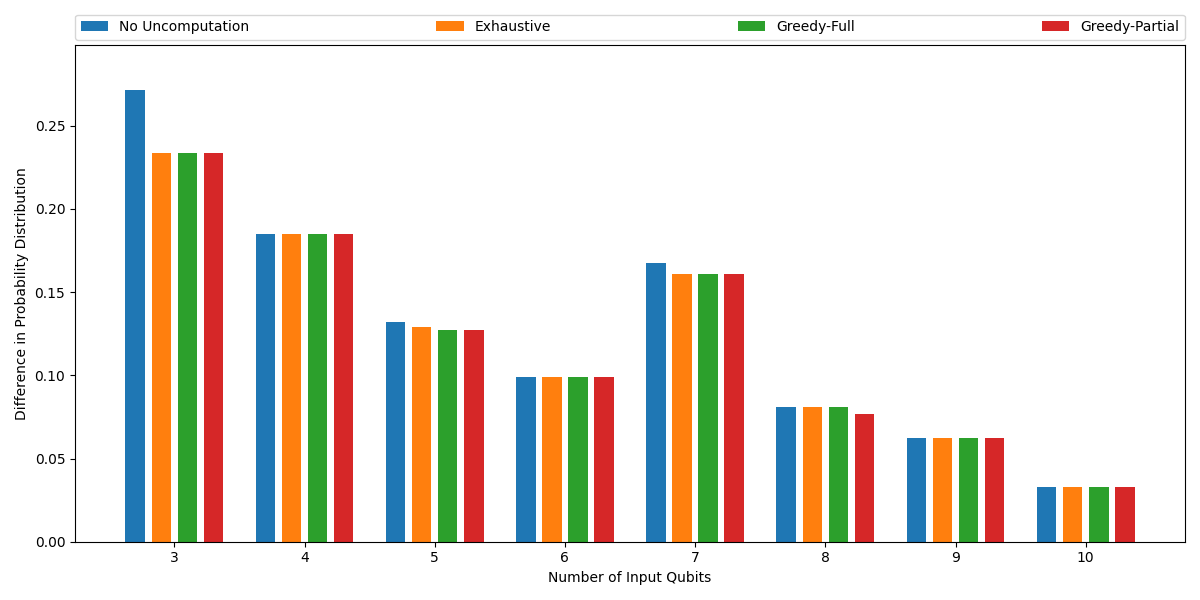 No Uncomputation Exhaustive Greedy-Full Greedy-Partial
Difference in Probability Distribution
0.25
0.20
0.15
0.10
0.05
0.00
3 4 5 6 7 8 9 10
Number of Input Qubits